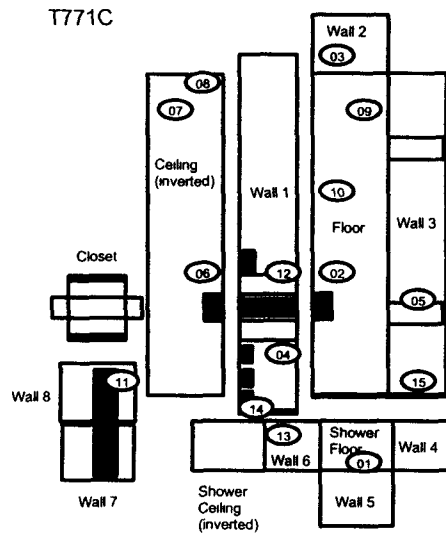 T771C
Wall 2
03
08
07
09
Ceiling
(inverted)
Wall 1
10
Floor
Wall 3
Closet
06
12
02
05
04
11
15
Wall 8
14
13
Shower
Floor
Wall 4
Wall 6
01
Shower
Ceiling
(inverted)
Wall 7
Wall 5